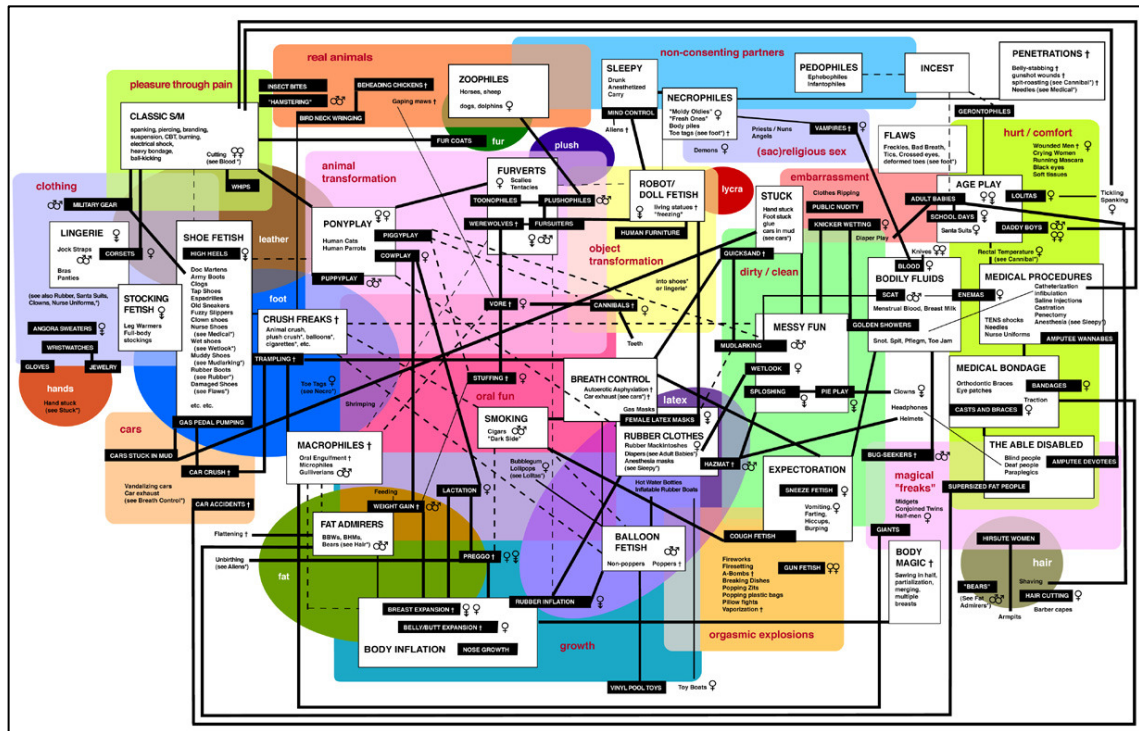 real animals
non-consenting partners
pleasure through pain
INSECT BITES
"HAMSTERING"
BEHEADING CHICKENS †
Gaping maws †
BIRD NECK WRINGING
ZOOPHILES
Horses, sheep
dogs, dolphins
SLEEPY
Drunk
Anesthetized
Carry
MIND CONTROL
Aliens †
NECROPHILES
"Moldy Oldies"
"Fresh Ones"
Body piles
Toe tags (see foot*) †
PEDOPHILES
Ephebophiles
Infantophiles
INCEST
PENETRATIONS †
Belly-stabbing †
gunshot wounds †
spit-roasting (see Cannibal*) †
Needles (see Medical*)
GERONTOPHILES
CLASSIC S/M
spanking, piercing, branding,
suspension, CBT, burning,
electrical shock,
heavy bondage,
ball-kicking
Cutting
(see Blood*)
WHIPS
FUR COATS
fur
plush
Priests / Nuns
Angels
VAMPIRES †
Demons
(sac)religious sex
FLAWS
Freckles, Bad Breath,
Tics, Crossed eyes,
deformed toes (see foot*)
hurt / comfort
Wounded Men †
Crying Women
Running Mascara
Black eyes
Soft tissues
clothing
MILITARY GEAR
animal
transformation
FURVERTS
Scalies
Tentacles
TOONOPHILES
PLUSHOPHILES
WEREWOLVES †
FURSUITERS
ROBOT/
DOLL FETISH
living statues †
"freezing"
HUMAN FURNITURE
lycra
STUCK
Hand stuck
Foot stuck
glue
cars in mud
(see cars*)
QUICKSAND †
embarrassment
Clothes Ripping
PUBLIC NUDITY
KNICKER WETTING
Diaper Play
AGE PLAY
ADULT BABIES
SCHOOL DAYS
Santa Suits
LOLITAS
DADDY BOYS
Tickling
Spanking
Rectal Temperature
(see Cannibal*)
LINGERIE
Jock Straps
Bras
Panties
CORSETS
(see also Rubber, Santa Suits,
Clowns, Nurse Uniforms,*)
SHOE FETISH
HIGH HEELS
Doc Martens
Army Boots
Clogs
Tap Shoes
Espadrilles
Old Sneakers
Fuzzy Slippers
Clown shoes
Nurse Shoes
(see Medical*)
Wet shoes
(see Wetlook*)
Muddy Shoes
(see Mudlarking*)
Rubber Boots
(see Rubber*)
Damaged Shoes
(see Flaws*)
etc. etc.
GAS PEDAL PUMPING
leather
foot
STOCKING
FETISH
Leg Warmers
Full-body
stockings
ANGORA SWEATERS
WRISTWATCHES
GLOVES
JEWELRY
hands
Hand stuck
(see Stuck*)
PONYPLAY
Human Cats
Human Parrots
PIGGYPLAY
COWPLAY
PUPPYPLAY
object
transformation
into shoes*
or lingerie*
VORE †
CANNIBALS †
Teeth
dirty / clean
Knives
BLOOD
BODILY FLUIDS
SCAT
ENEMAS
Menstrual Blood, Breast Milk
GOLDEN SHOWERS
Snot, Spit, Pflegm, Toe Jam
MEDICAL PROCEDURES
Catheterization
Infibulation
Saline Injections
Castration
Penectomy
Anesthesia (see Sleepy*)
TENS shocks
Needles
Nurse Uniforms
AMPUTEE WANNABES
CRUSH FREAKS †
Animal crush,
plush crush*, balloons*,
cigarettes*, etc.
TRAMPLING †
Toe Tags
(see Necro*)
Shrimping
STUFFING †
oral fun
MESSY FUN
MUDLARKING
WETLOOK
SPLOSHING
PIE PLAY
Clowns
Headphones
Helmets
BREATH CONTROL
Autoerotic Asphyxiation †
Car exhaust (see cars*) †
Gas Masks
FEMALE LATEX MASKS
latex
MEDICAL BONDAGE
Orthodontic Braces
Eye patches
BANDAGES
Traction
CASTS AND BRACES
cars
CARS STUCK IN MUD
CAR CRUSH †
Vandalizing cars
Car exhaust
(see Breath Control*)
CAR ACCIDENTS †
MACROPHILES †
Oral Engulfment †
Microphiles
Gulliverians
SMOKING
Cigars
"Dark Side"
Bubblegum
Lollipops
(see Lolitas*)
RUBBER CLOTHES
Rubber Mackintoshes
Diapers (see Adult Babies*)
Anesthesia masks
(see Sleepy)
HAZMAT †
Hot Water Bottles
Inflatable Rubber Boats
EXPECTORATION
SNEEZE FETISH
Vomiting,
Farting,
Hiccups,
Burping
COUGH FETISH
BUG-SEEKERS †
THE ABLE DISABLED
Blind people
Deaf people
Paraplegics
AMPUTEE DEVOTEES
SUPERSIZED FAT PEOPLE
magical
"freaks"
Midgets
Conjoined Twins
Half-men
GIANTS
Feeding
WEIGHT GAIN †
LACTATION
FAT ADMIRERS
BBWs, BHMs,
Bears (see Hair*)
Flattening †
Unbirthing †
(see Aliens*)
PREGGO †
fat
BALLOON
FETISH
Non-poppers
Poppers †
Fireworks
Firesetting
A-Bombs †
Breaking Dishes
Popping Zits
Popping plastic bags
Pillow fights
Vaporization †
GUN FETISH
orgasmic explosions
BODY
MAGIC †
Sawing in half,
partialization,
merging,
multiple
breasts
HIRSUTE WOMEN
hair
Shaving
"BEARS"
(See Fat
Admirers*)
HAIR CUTTING
Barber capes
Armpits
BREAST EXPANSION †
BELLY/BUTT EXPANSION †
BODY INFLATION
NOSE GROWTH
RUBBER INFLATION
growth
VINYL POOL TOYS
Toy Boats